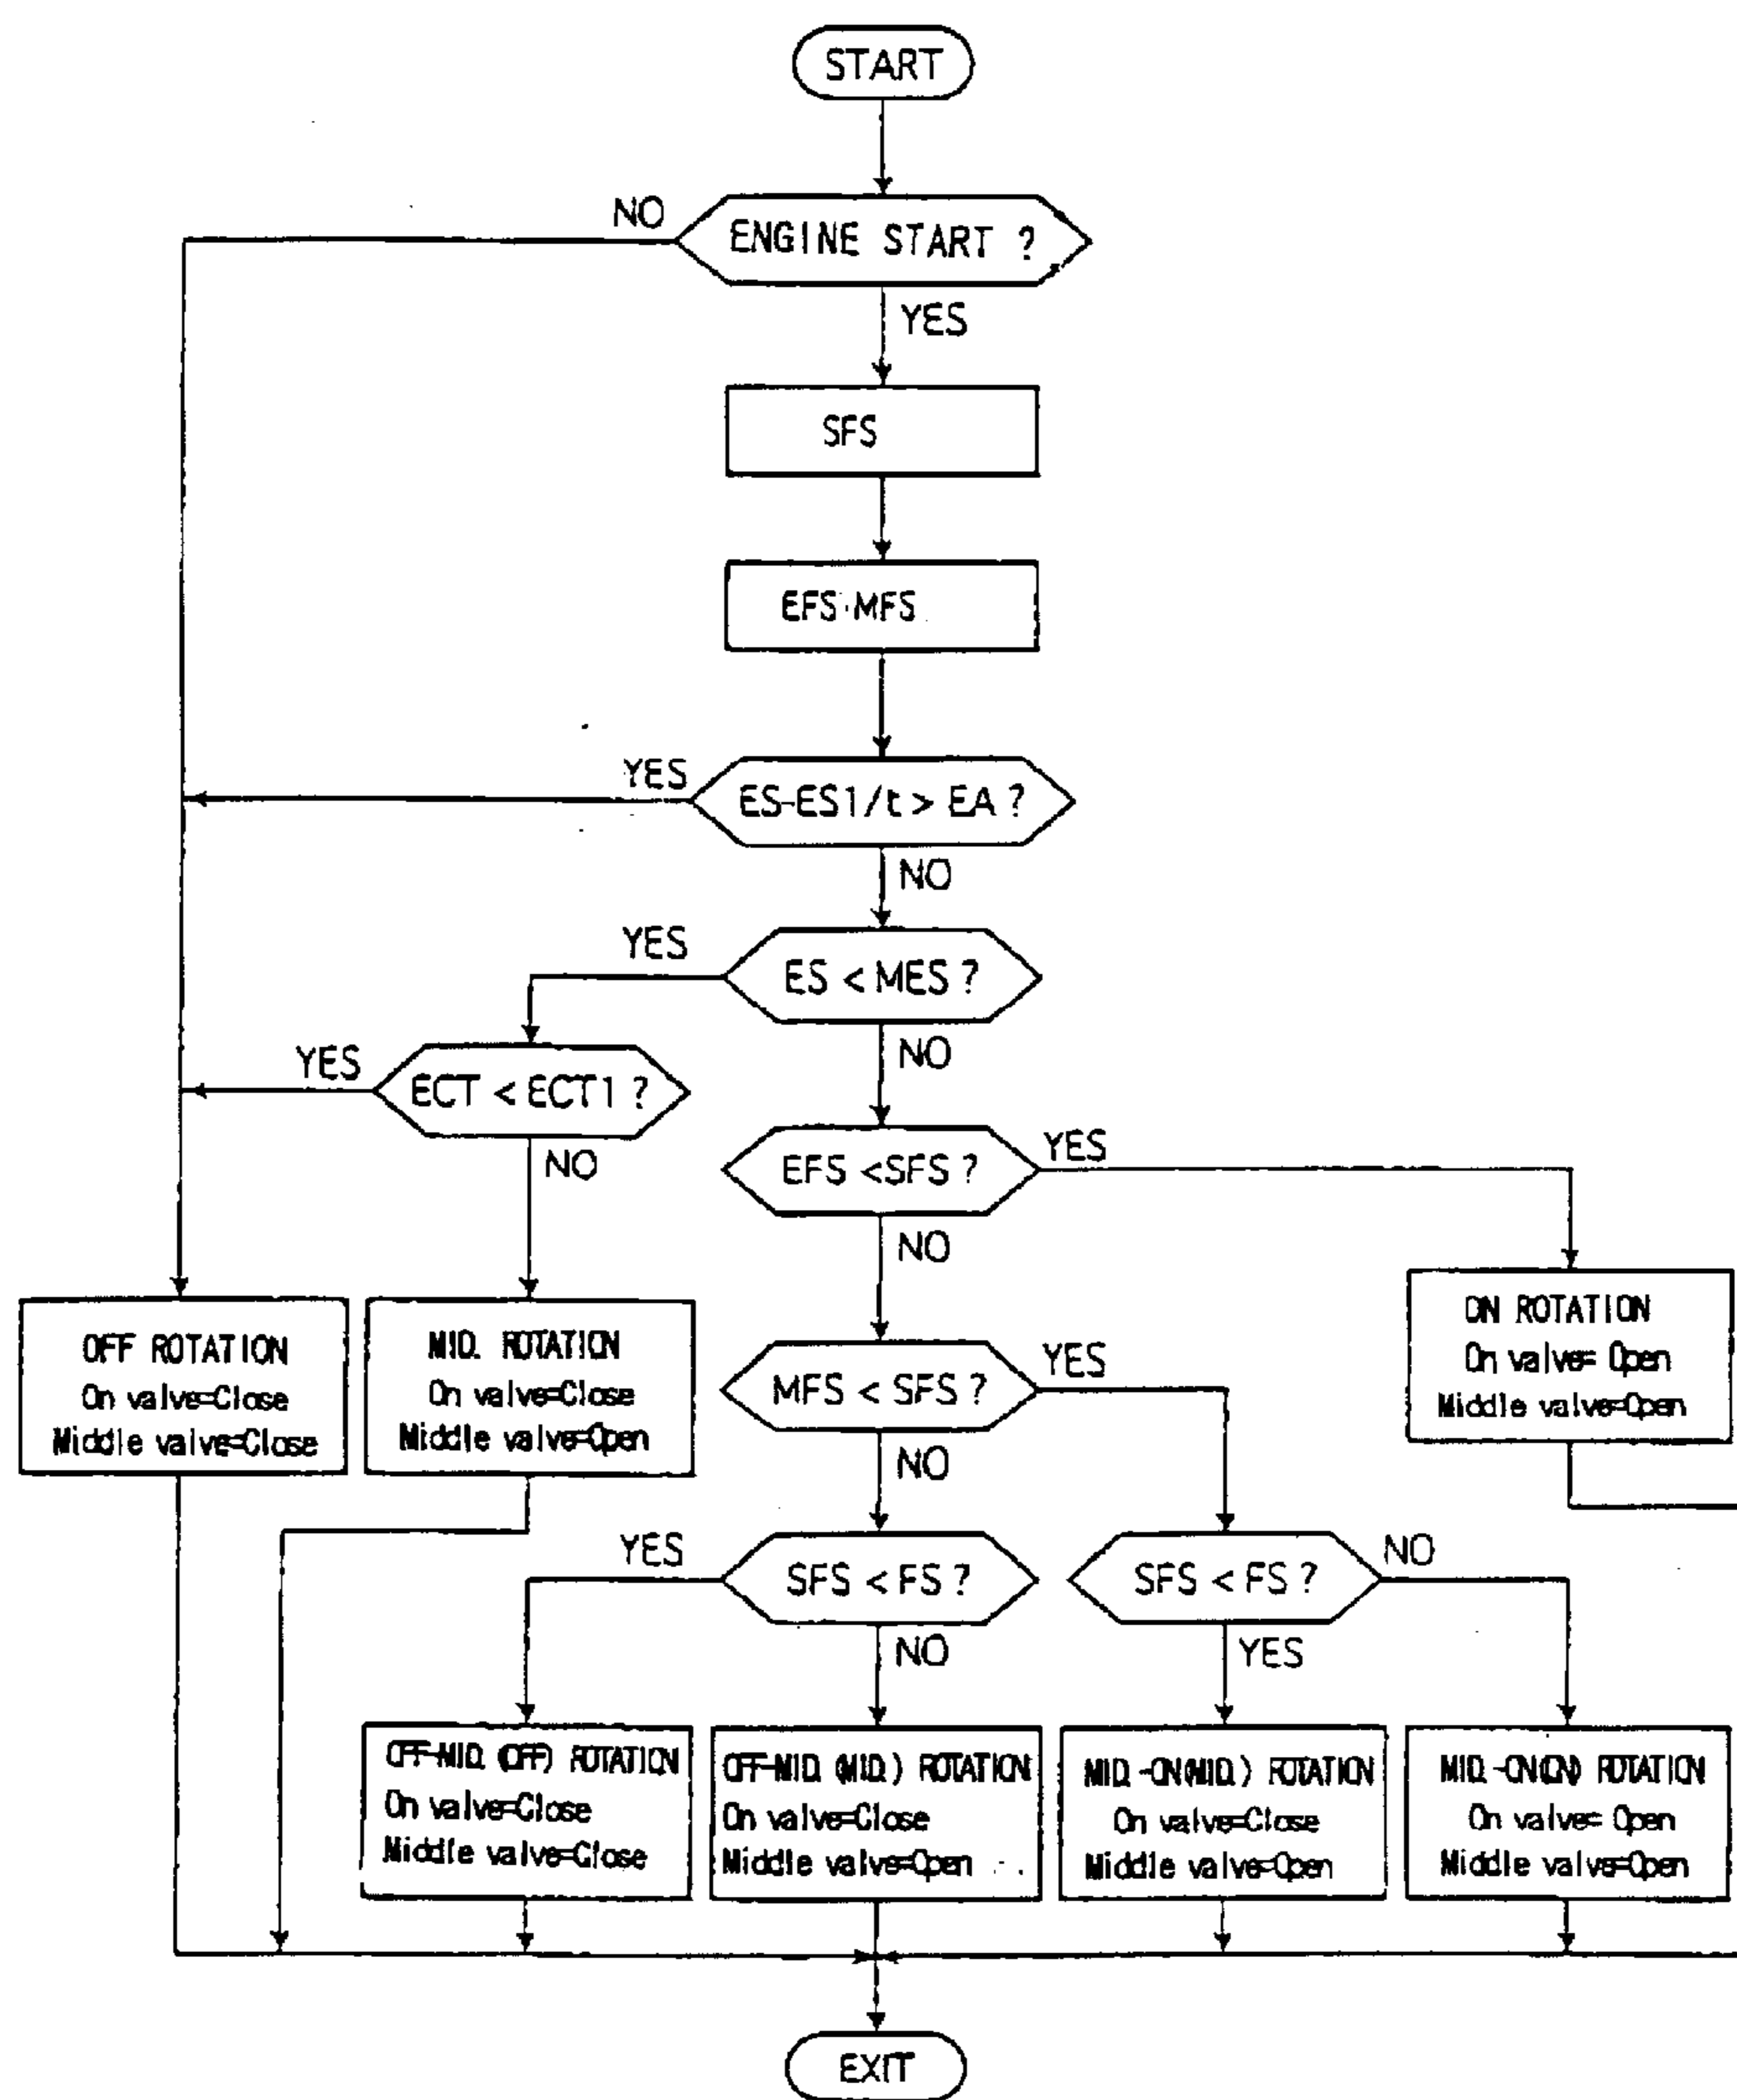 START
NO
ENGINE START ?
YES
SFS
EFS·MFS
YES
ES-ES1/t > EA ?
NO
YES
ES < MES ?
NO
YES
ECT < ECT1 ?
NO
EFS <SFS ?
YES
NO
OFF ROTATION
On valve=Close
Middle valve=Close
MID. ROTATION
On valve=Close
Middle valve=Open
ON ROTATION
On valve= Open
Middle valve=Open
MFS < SFS ?
YES
NO
YES
SFS < FS ?
NO
SFS < FS ?
NO
YES
OFF-MID. (OFF) ROTATION
On valve=Close
Middle valve=Close
OFF-MID. (MID.) ROTATION
On valve=Close
Middle valve=Open
MID.-ON(MID.) ROTATION
On valve=Close
Middle valve=Open
MID.-ON(ON) ROTATION
On valve= Open
Middle valve=Open
EXIT